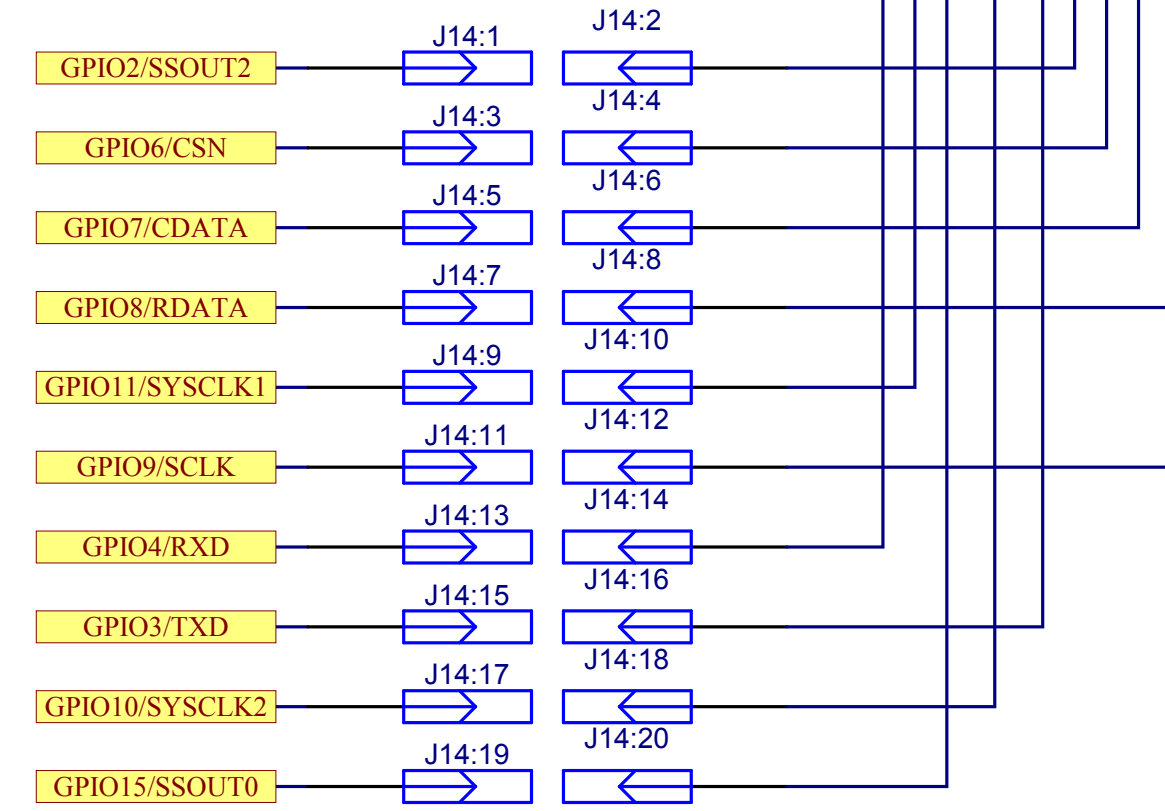 J14:2
J14:1
GPIO2/SSOUT2
J14:4
J14:3
GPIO6/CSN
J14:6
J14:5
GPIO7/CDATA
J14:8
J14:7
GPIO8/RDATA
J14:10
J14:9
GPIO11/SYSCLK1
J14:12
J14:11
GPIO9/SCLK
J14:14
J14:13
GPIO4/RXD
J14:16
J14:15
GPIO3/TXD
J14:18
J14:17
GPIO10/SYSCLK2
J14:20
J14:19
GPIO15/SSOUT0